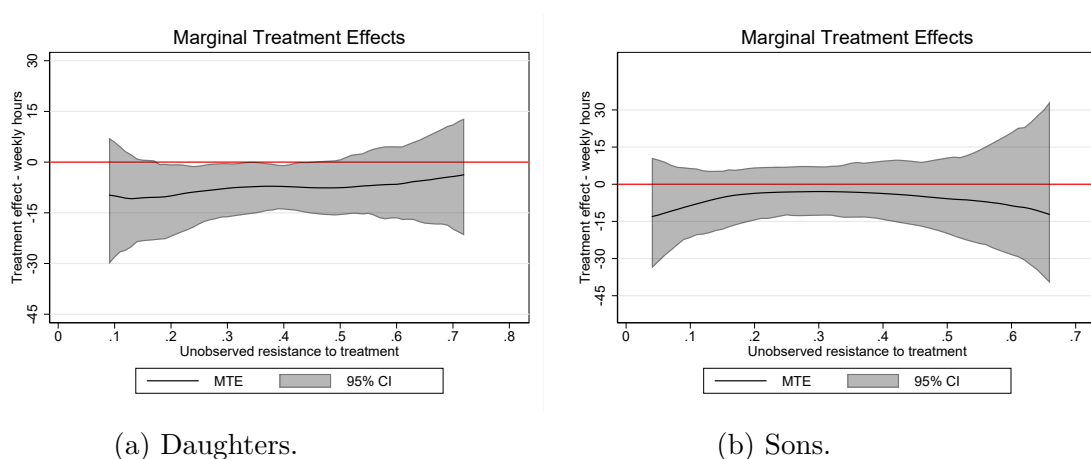 Marginal Treatment Effects
Treatment effect - weekly hours
30
15
0
-15
-30
-45
0 .1 .2 .3 .4 .5 .6 .7 .8
Unobserved resistance to treatment
MTE 95% CI
(a) Daughters.
Marginal Treatment Effects
Treatment effect - weekly hours
30
15
0
-15
-30
-45
0 .1 .2 .3 .4 .5 .6 .7
Unobserved resistance to treatment
MTE 95% CI
(b) Sons.